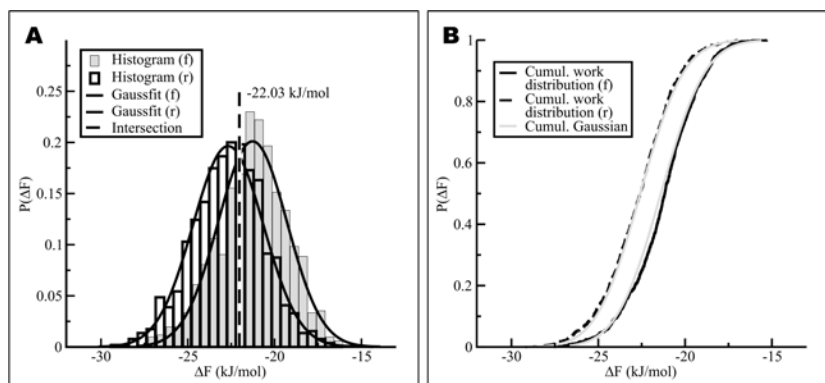 A
Histogram (f)
Histogram (r)
Gaussfit (f)
Gaussfit (r)
Intersection
-22.03 kJ/mol
0.3
0.25
0.2
0.15
0.1
0.05
0
P(ΔF)
-30
-25
-20
-15
ΔF (kJ/mol)
B
Cumul. work
distribution (f)
Cumul. work
distribution (r)
Cumul. Gaussian
1
0.8
0.6
0.4
0.2
0
P(ΔF)
-30
-25
-20
-15
ΔF (kJ/mol)